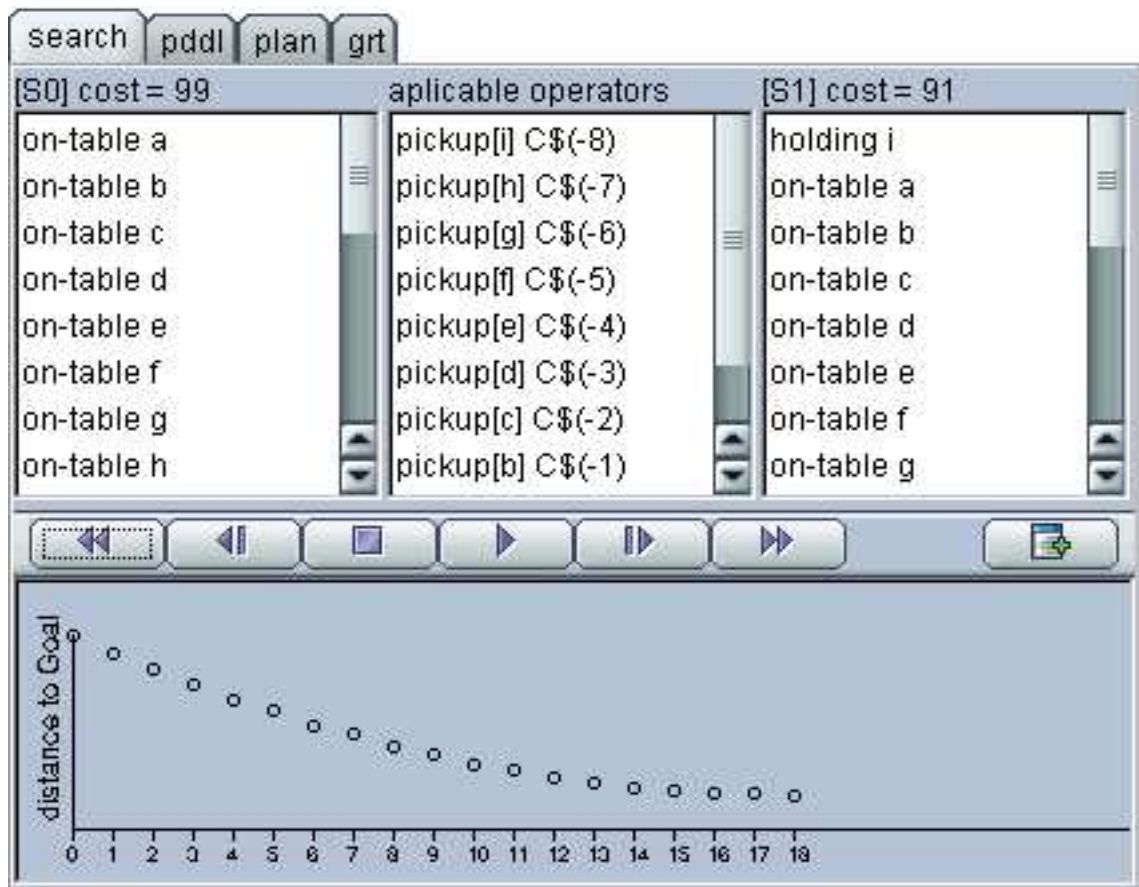 search pddl plan grt
[S0] cost = 99
on-table a
on-table b
on-table c
on-table d
on-table e
on-table f
on-table g
on-table h
aplicable operators
pickup[i] C$(-8)
pickup[h] C$(-7)
pickup[g] C$(-6)
pickup[f] C$(-5)
pickup[e] C$(-4)
pickup[d] C$(-3)
pickup[c] C$(-2)
pickup[b] C$(-1)
[S1] cost = 91
holding i
on-table a
on-table b
on-table c
on-table d
on-table e
on-table f
on-table g
distance to Goal
0 1 2 3 4 5 6 7 8 9 10 11 12 13 14 15 16 17 18